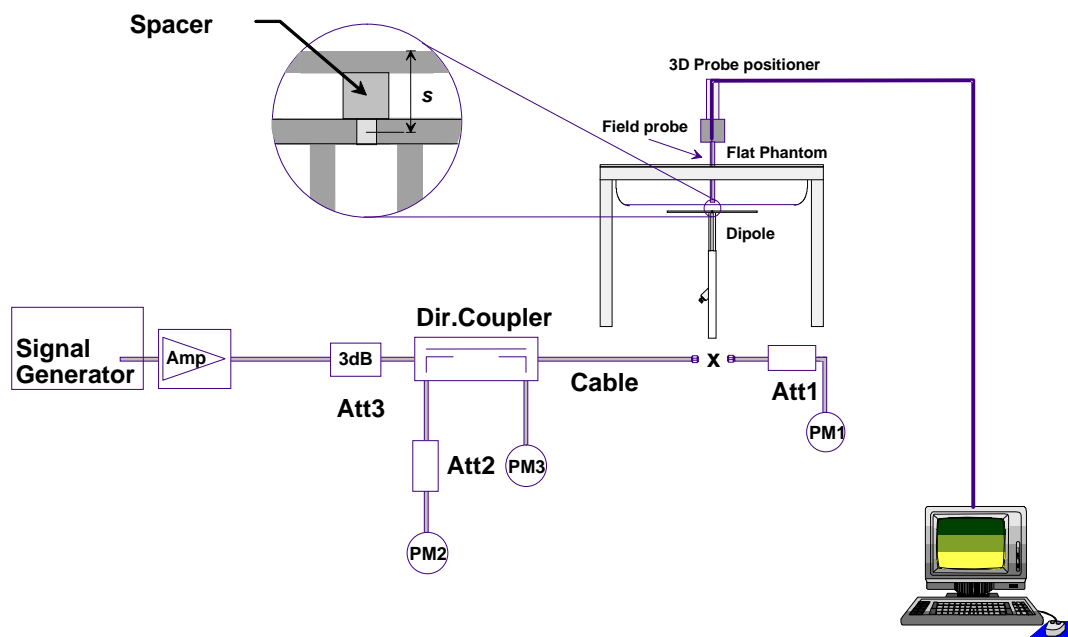 Spacer
s
3D Probe positioner
Field probe
Flat Phantom
Dipole
Dir.Coupler
Signal
Generator
Amp
3dB
Att3
Cable
X
Att1
PM1
Att2
PM3
PM2